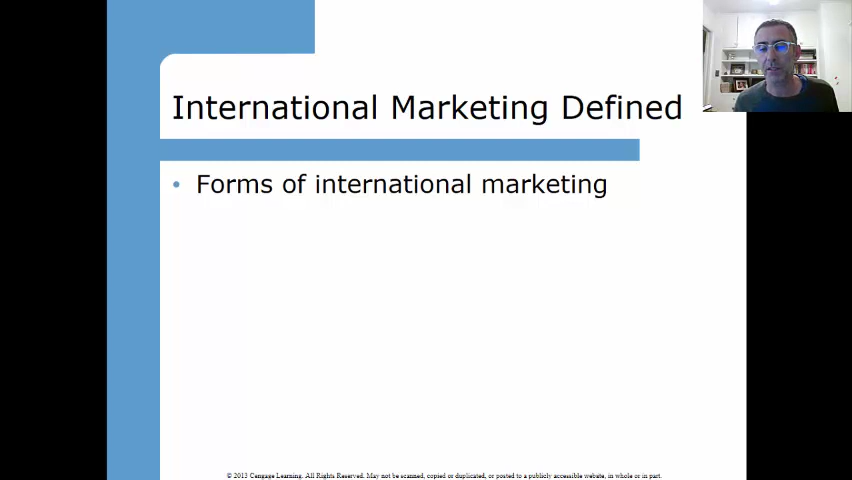 International Marketing Defined
• Forms of international marketing
© 2013 Cengage Learning. All Rights Reserved. May not be scanned, copied or duplicated, or posted to a publicly accessible website, in whole or in part.